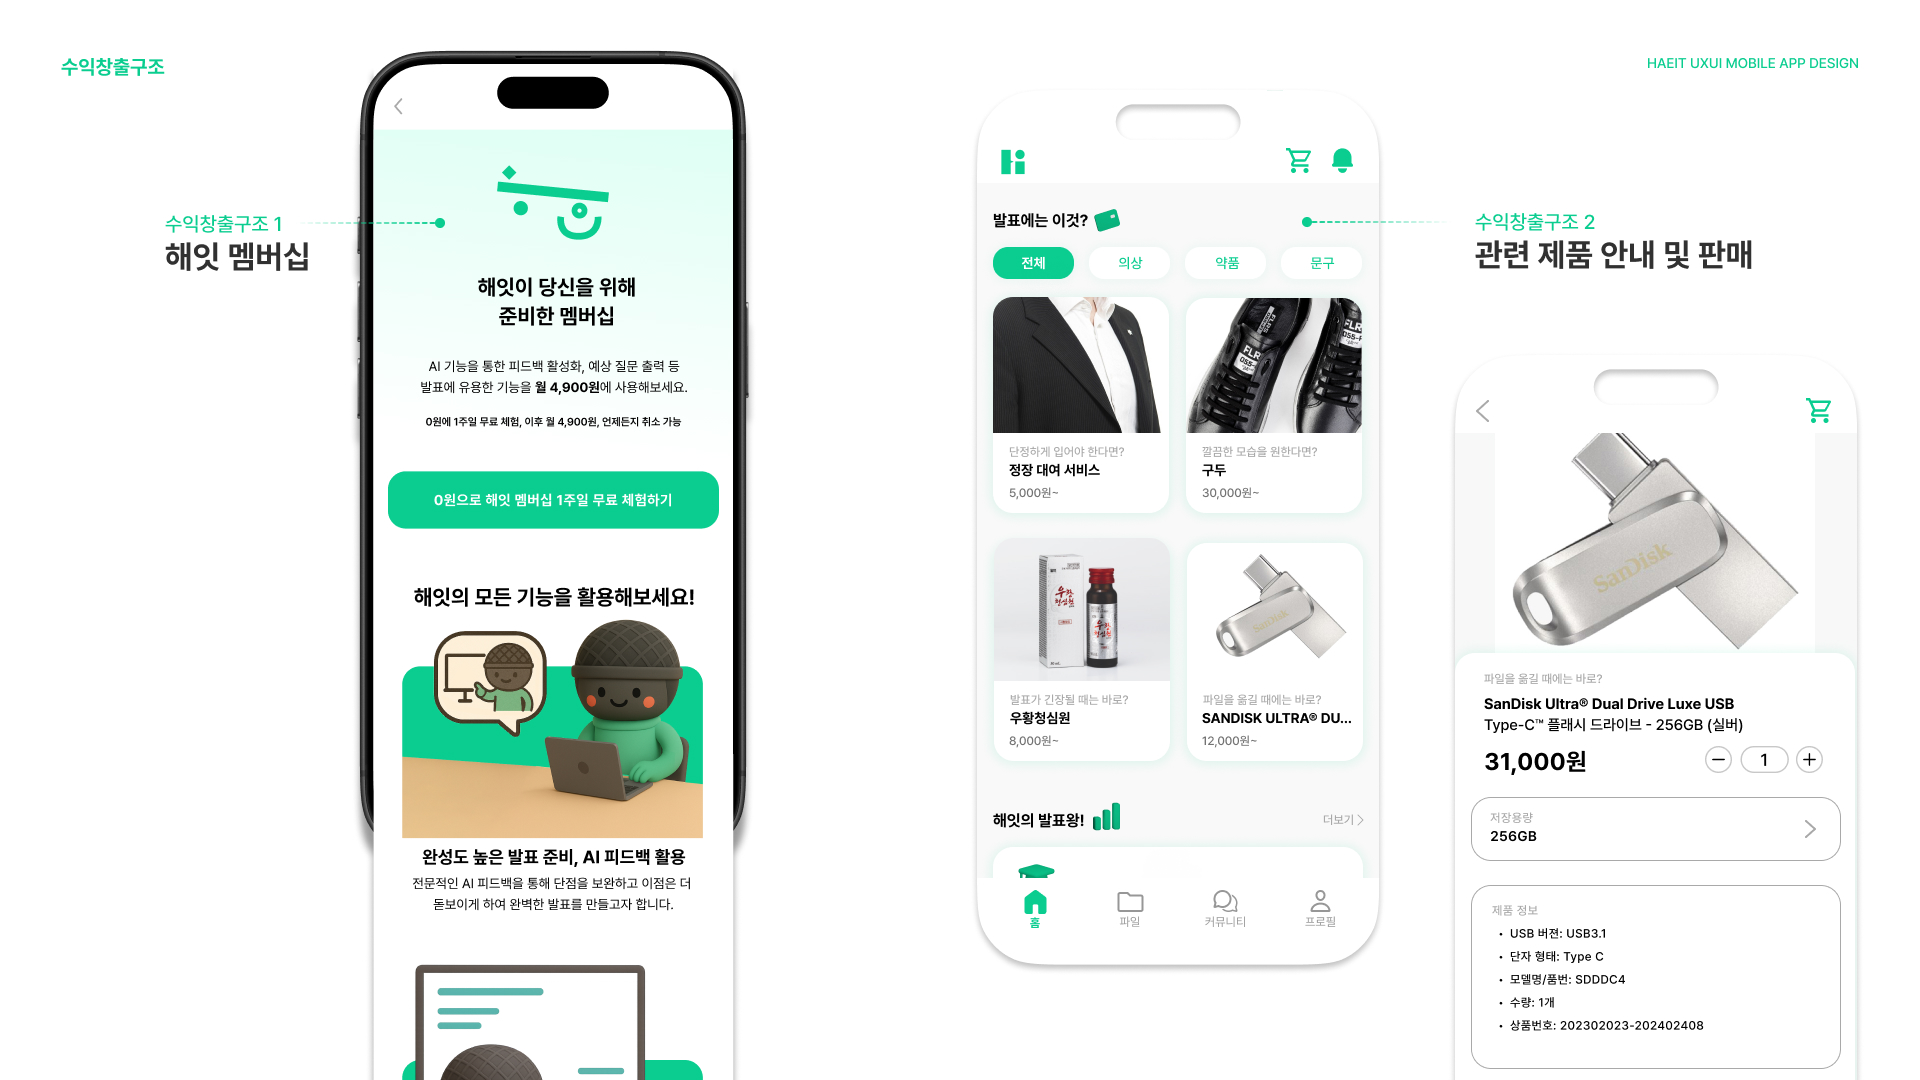 수익창출구조
HAEIT UXUI MOBILE APP DESIGN
수익창출구조 1
해잇 멤버십
해잇이 당신을 위해
준비한 멤버십
AI 기능을 통한 피드백 활성화, 예상 질문 출력 등
발표에 유용한 기능을 월 4,900원에 사용해보세요.
0원에 1주일 무료 체험, 이후 월 4,900원, 언제든지 취소 가능
0원으로 해잇 멤버십 1주일 무료 체험하기
해잇의 모든 기능을 활용해보세요!
완성도 높은 발표 준비, AI 피드백 활용
전문적인 AI 피드백을 통해 단점을 보완하고 이점은 더
돋보이게 하여 완벽한 발표를 만들고자 합니다.
발표에는 이것?
전체
의상
약품
문구
FLR
단정하게 입어야 한다면?
정장 대여 서비스
5,000원~
깔끔한 모습을 원한다면?
구두
30,000원~
우황
청심원
발표가 긴장될 때는 바로?
우황청심원
8,000원~
SanDisk
파일을 옮길 때에는 바로?
SANDISK ULTRA® DU...
12,000원~
해잇의 발표왕!
더보기
홈
파일
커뮤니티
프로필
수익창출구조 2
관련 제품 안내 및 판매
SanDisk
파일을 옮길 때에는 바로?
SanDisk Ultra® Dual Drive Luxe USB
Type-C™ 플래시 드라이브 - 256GB (실버)
31,000원
1
저장용량
256GB
제품 정보
• USB 버젼: USB3.1
• 단자 형태: Type C
• 모델명/품번: SDDDC4
• 수량: 1개
• 상품번호: 202302023-202402408